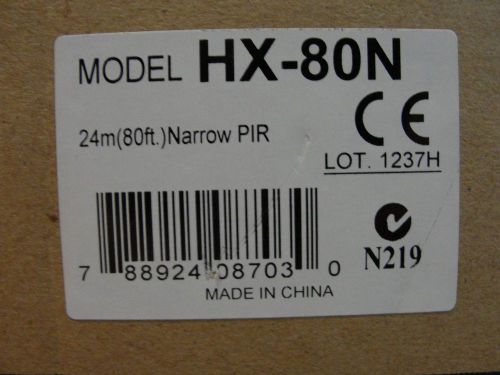 MODEL HX-80N
24m(80ft.)Narrow PIR
CE
LOT. 1237H
7 88924 08703 0
N219
MADE IN CHINA